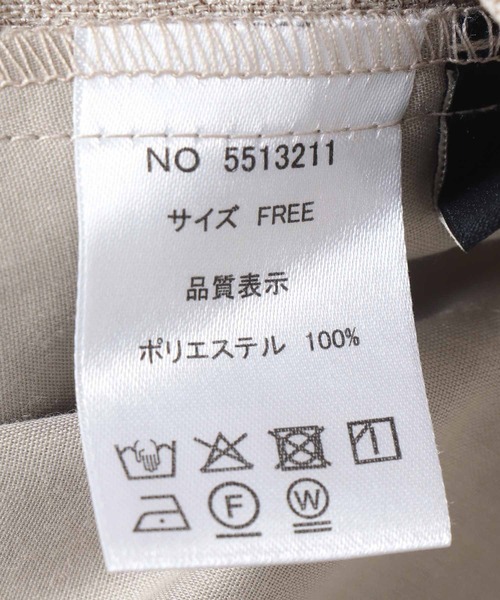 NO 5513211
サイズ FREE
品質表示
ポリエステル 100%
F W